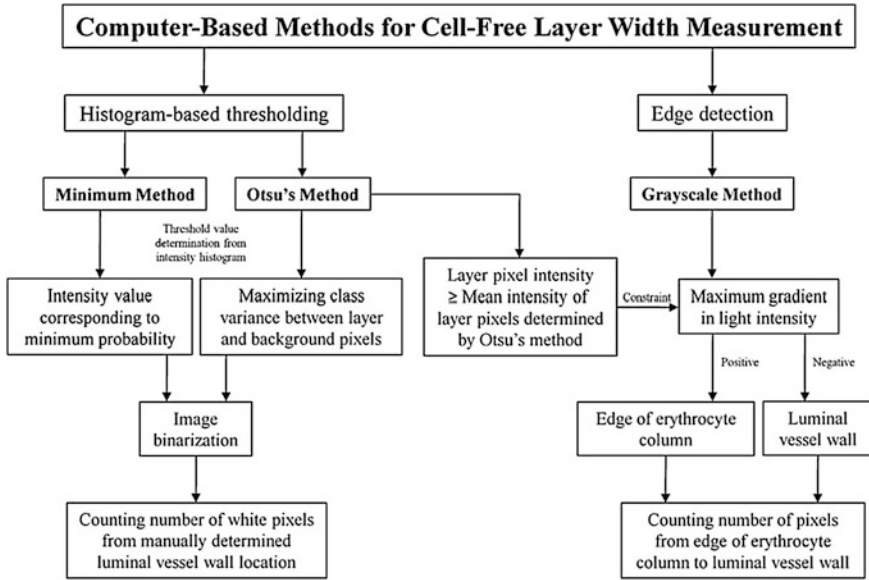 Computer-Based Methods for Cell-Free Layer Width Measurement
Histogram-based thresholding
Edge detection
Minimum Method
Otsu's Method
Grayscale Method
Threshold value
determination from
intensity histogram
Intensity value
corresponding to
minimum probability
Maximizing class
variance between layer
and background pixels
Layer pixel intensity
≥ Mean intensity of
layer pixels determined
by Otsu's method
Constraint
Maximum gradient
in light intensity
Positive
Negative
Image
binarization
Edge of erythrocyte
column
Luminal
vessel wall
Counting number of white pixels
from manually determined
luminal vessel wall location
Counting number of pixels
from edge of erythrocyte
column to luminal vessel wall